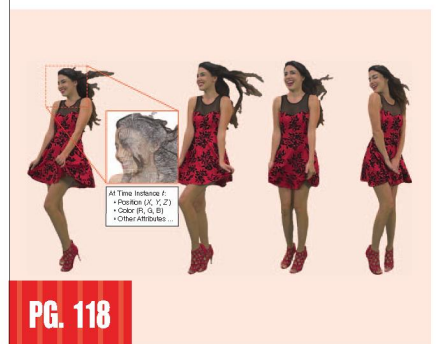 At Time Instance t:
• Position (X, Y, Z)
• Color (R, G, B)
• Other Attributes ...
PG. 118